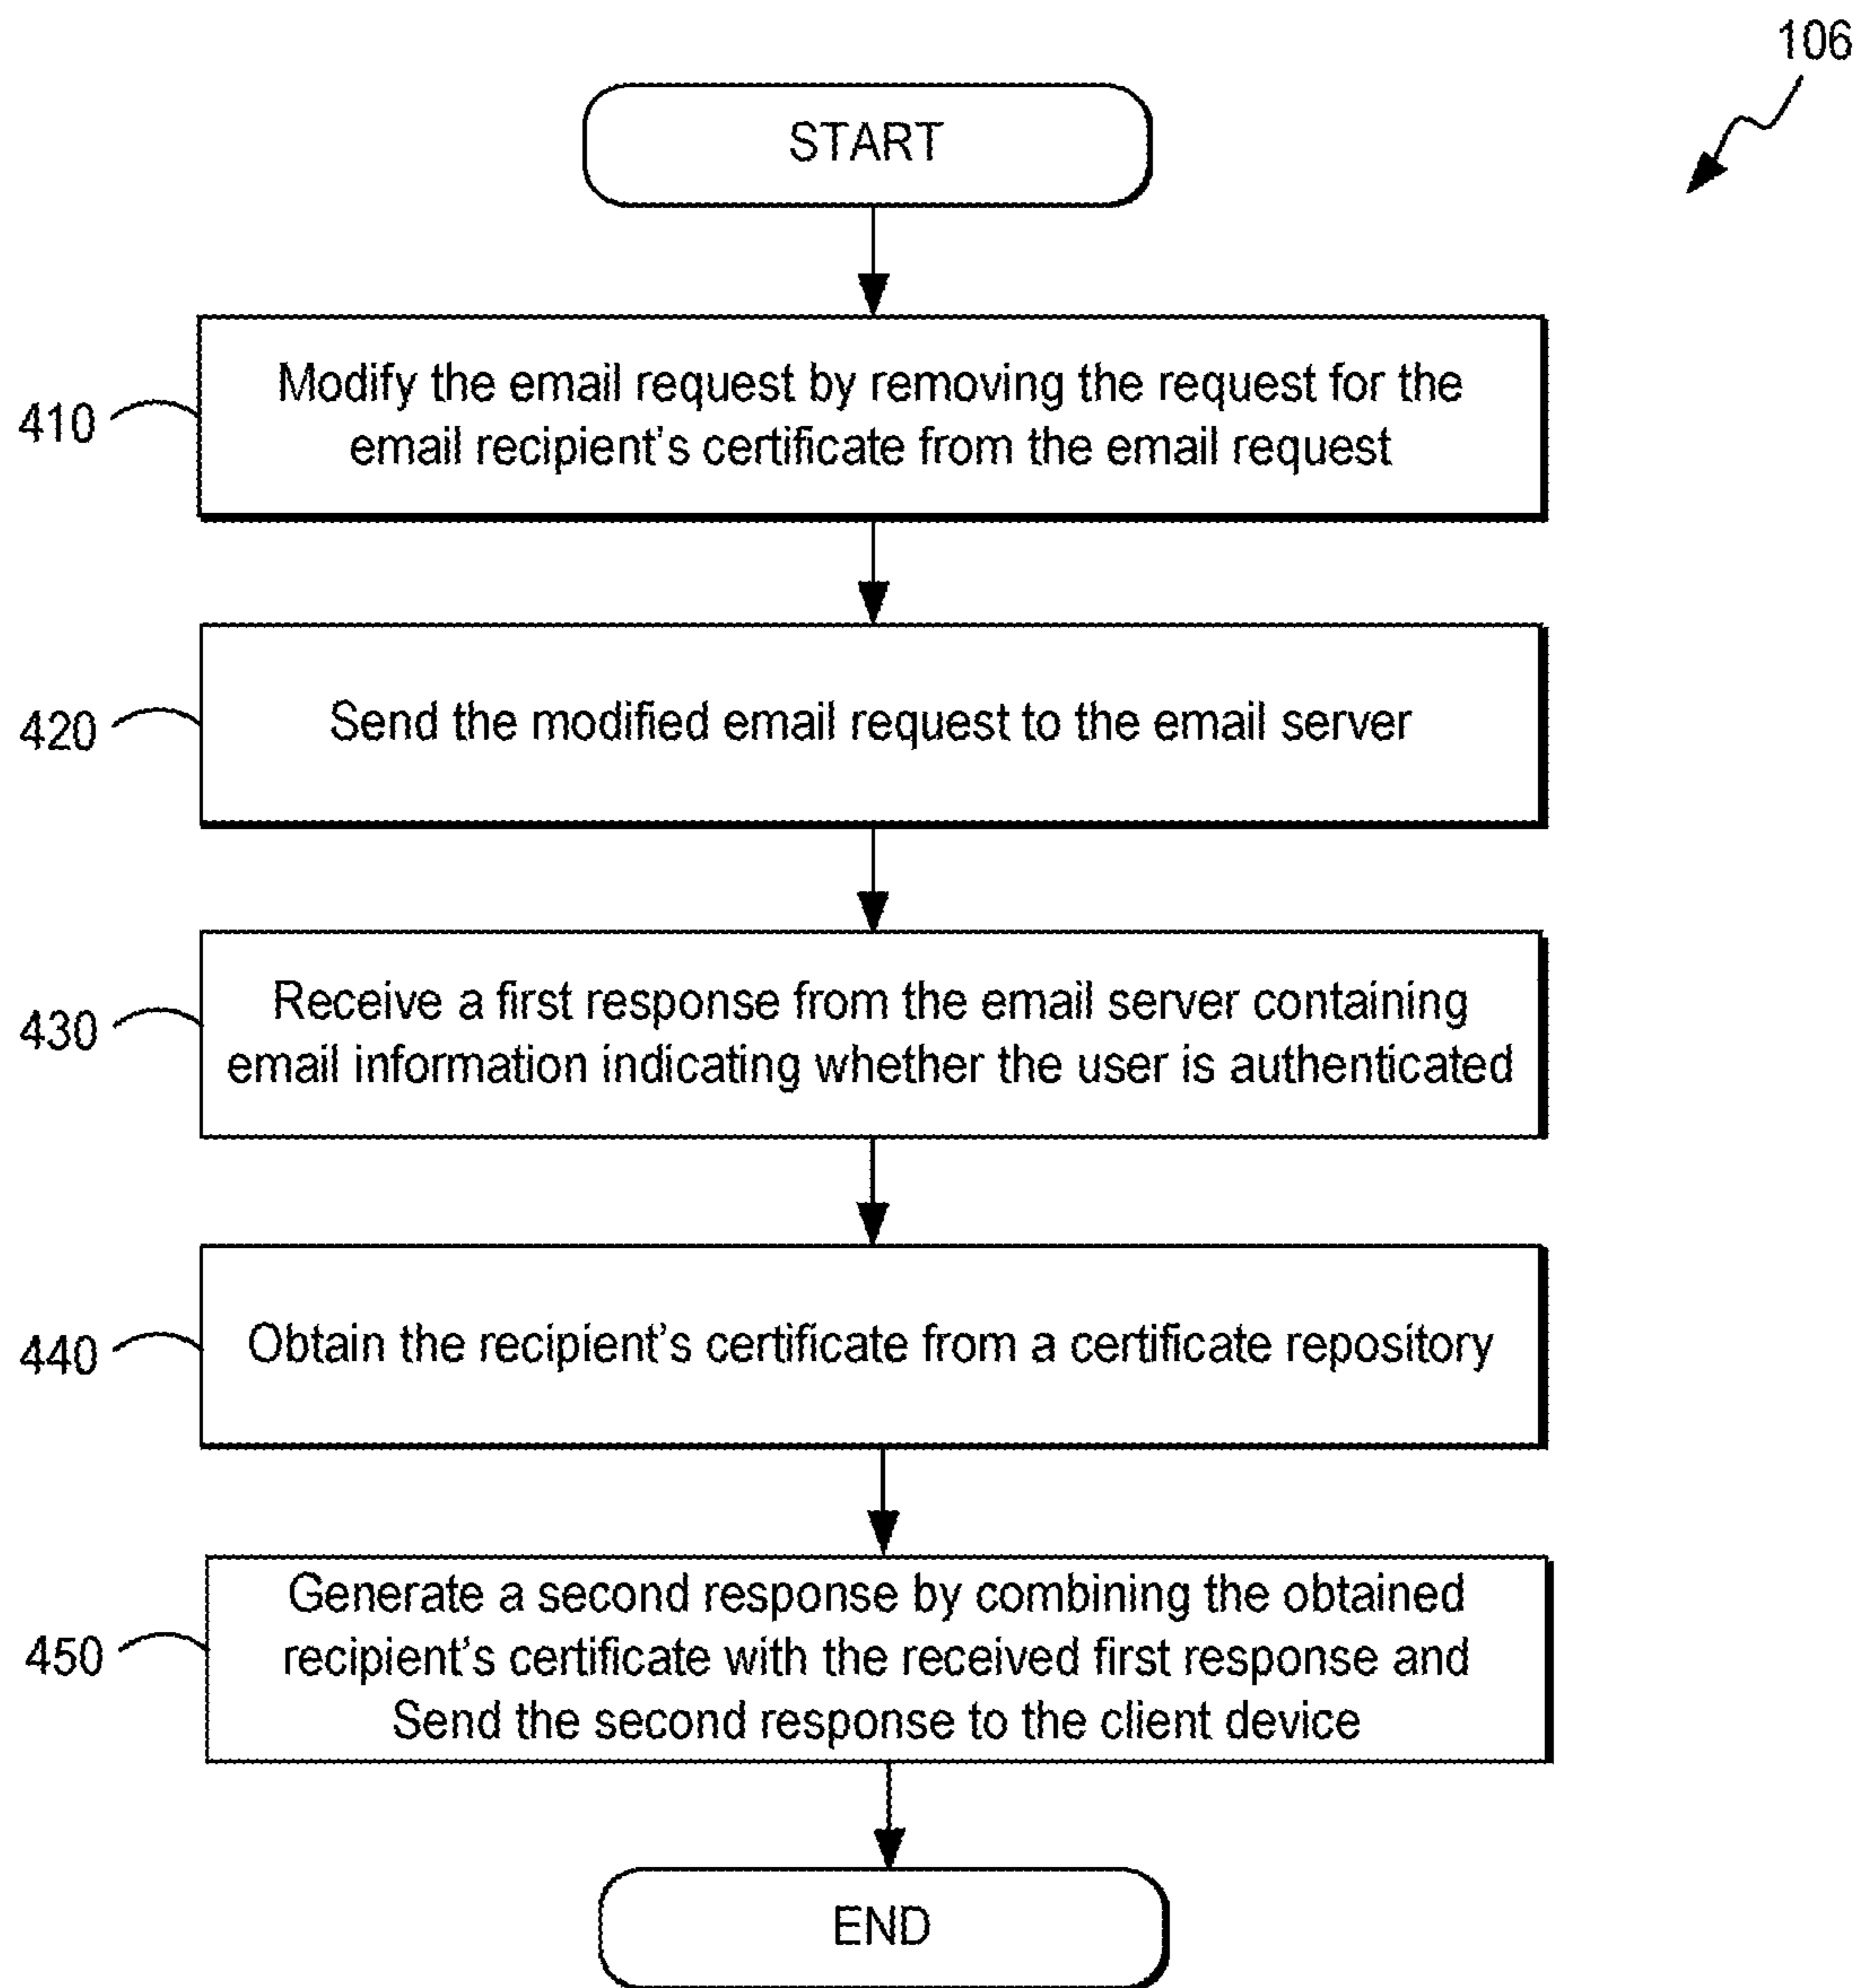 106
START
410
Modify the email request by removing the request for the
email recipient's certificate from the email request
420
Send the modified email request to the email server
430
Receive a first response from the email server containing
email information indicating whether the user is authenticated
440
Obtain the recipient's certificate from a certificate repository
450
Generate a second response by combining the obtained
recipient's certificate with the received first response and
Send the second response to the client device
END